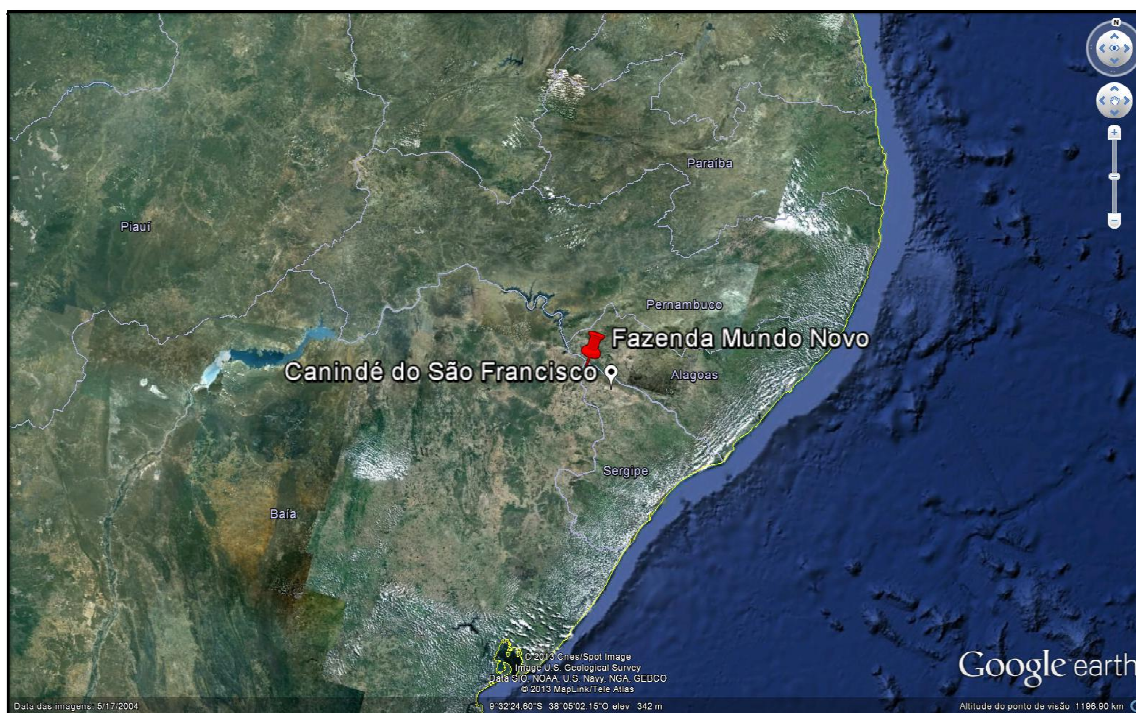 N
Paraíba
Piauí
Pernambuco
Fazenda Mundo Novo
Canindé do São Francisco
Alagoas
Sergipe
Baía
© 2013 Cnes/Spot Image
Image U.S. Geological Survey
Data SIO, NOAA, U.S. Navy, NGA, GEBCO
© 2013 MapLink/Tele Atlas
Google earth
Data das imagens: 5/17/2004
9°32'24.60"S 38°05'02.15"O elev 342 m
Altitude do ponto de visão 1196.90 km